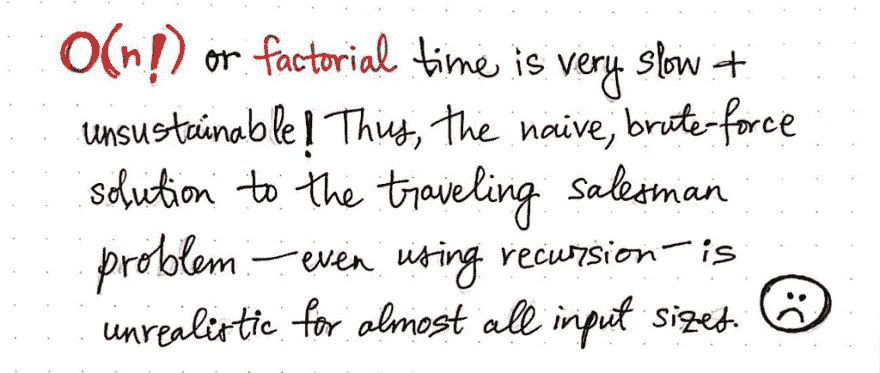 O(n!) or factorial time is very slow +
unsustainable! Thus, the naive, brute-force
solution to the traveling salesman
problem — even using recursion — is
unrealistic for almost all input sizes.